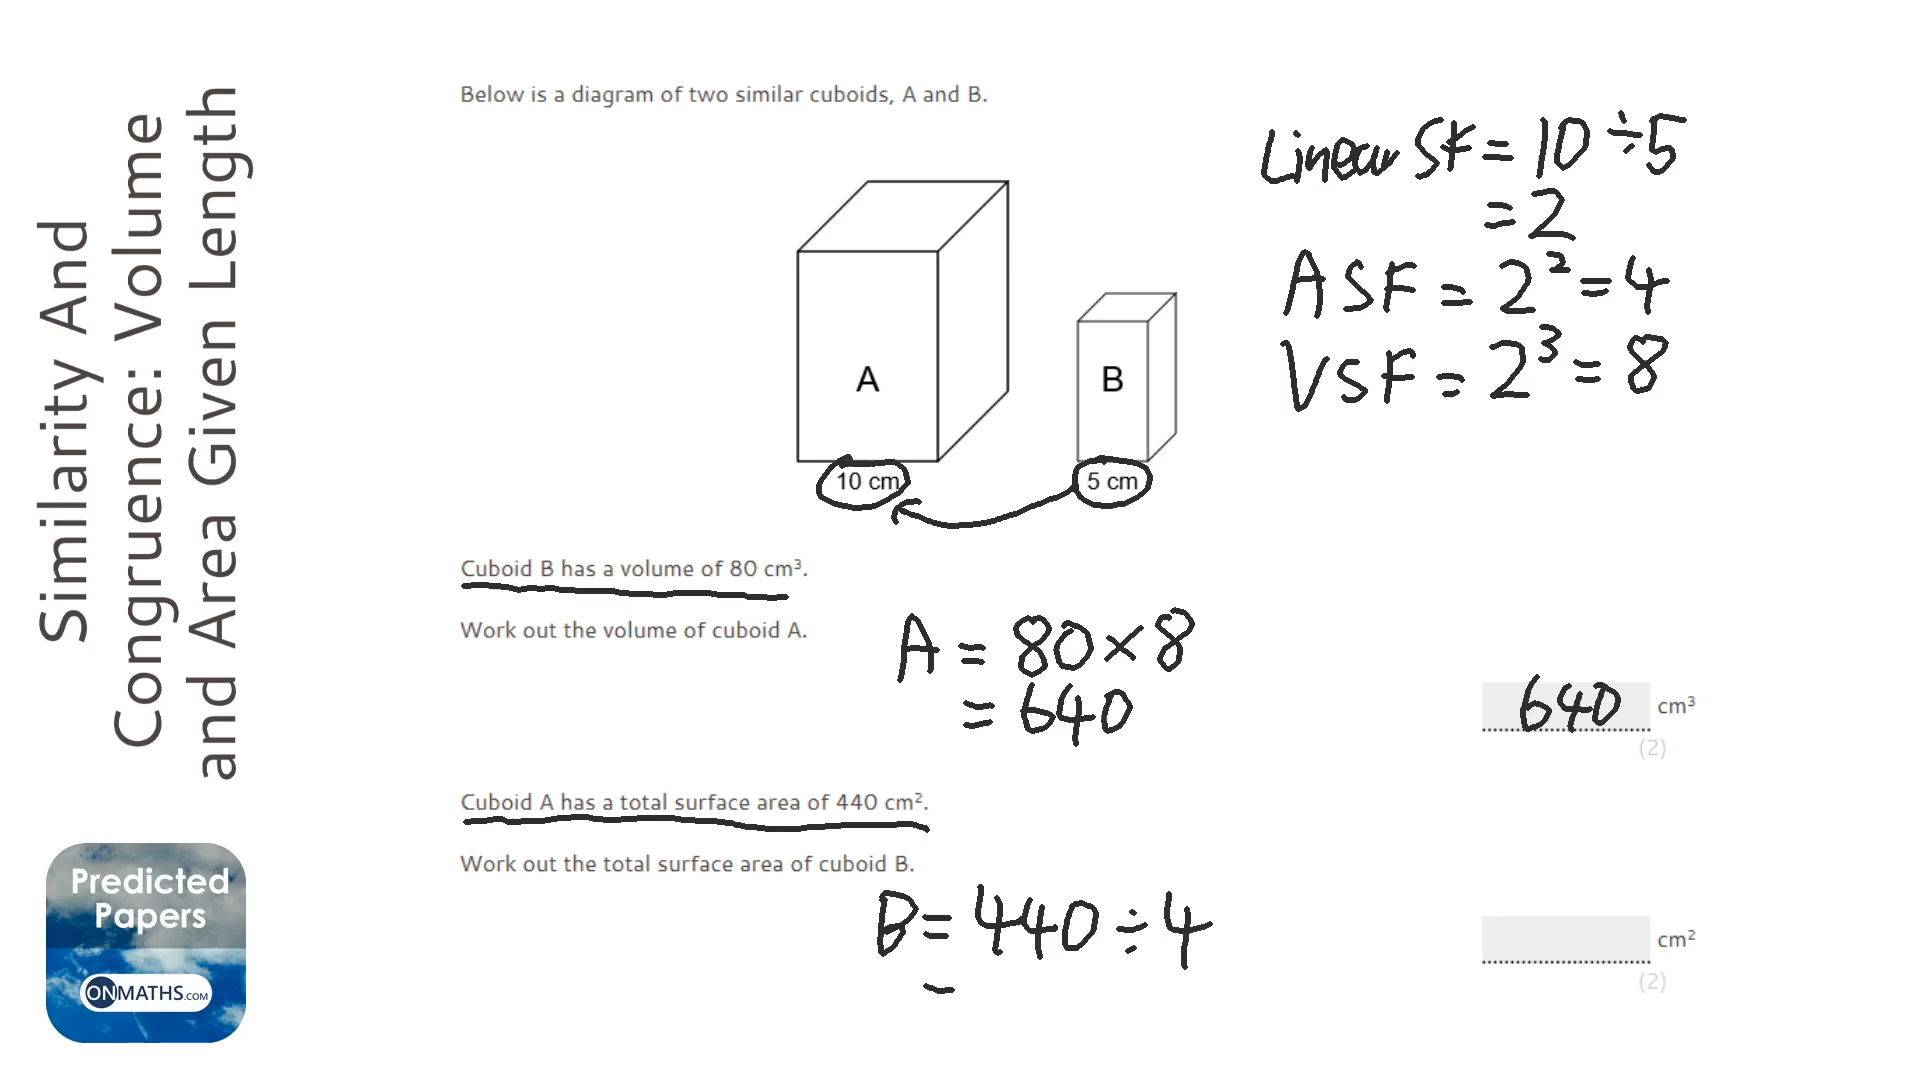 Similarity And
Congruence: Volume
and Area Given Length
Below is a diagram of two similar cuboids, A and B.
Linear SF = 10 ÷ 5
= 2
ASF = 2² = 4
VSF = 2³ = 8
A
B
10 cm
5 cm
Cuboid B has a volume of 80 cm³.
Work out the volume of cuboid A.
A = 80 × 8
= 640
640 cm³
(2)
Cuboid A has a total surface area of 440 cm².
Work out the total surface area of cuboid B.
B = 440 ÷ 4
–
cm²
(2)
Predicted
Papers
ONMATHS.COM